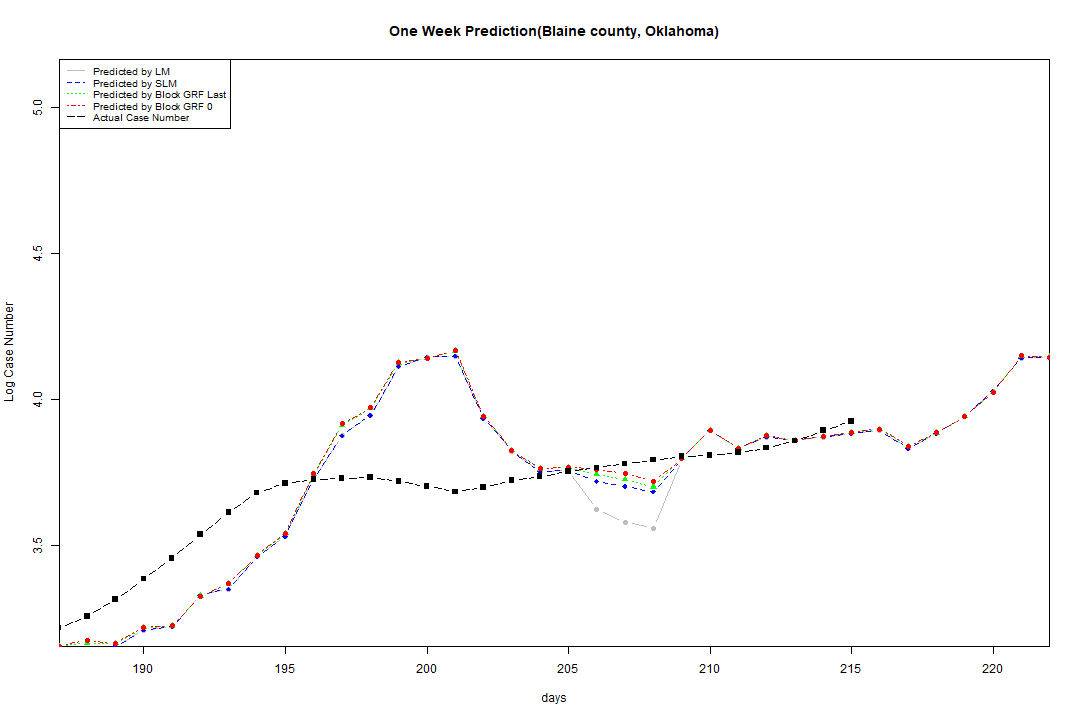 One Week Prediction(Blaine county, Oklahoma)
Predicted by LM
Predicted by SLM
Predicted by Block GRF Last
Predicted by Block GRF 0
Actual Case Number
5.0
4.5
4.0
3.5
Log Case Number
190 195 200 205 210 215 220
days